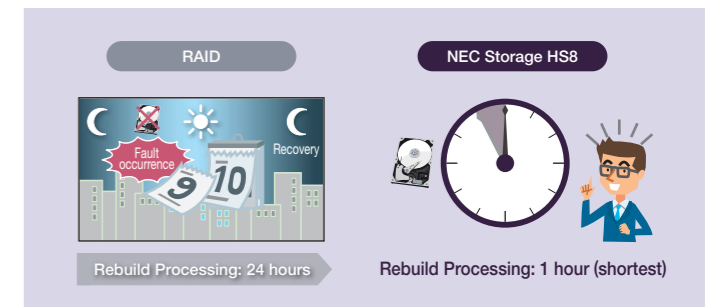 RAID
NEC Storage HS8
Fault
occurrence
Recovery
9
10
Rebuild Processing: 24 hours
Rebuild Processing: 1 hour (shortest)